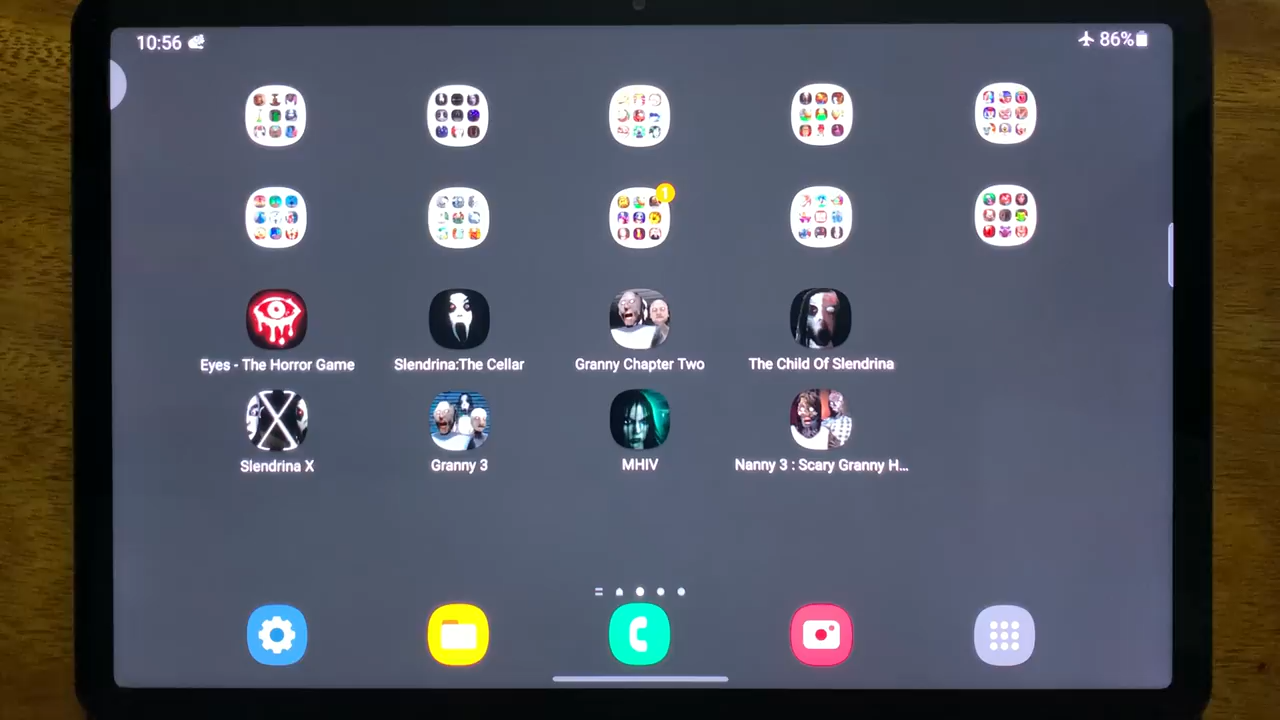 10:56
86%
1
Eyes - The Horror Game
Slendrina:The Cellar
Granny Chapter Two
The Child Of Slendrina
Slendrina X
Granny 3
MHIV
Nanny 3 : Scary Granny H...